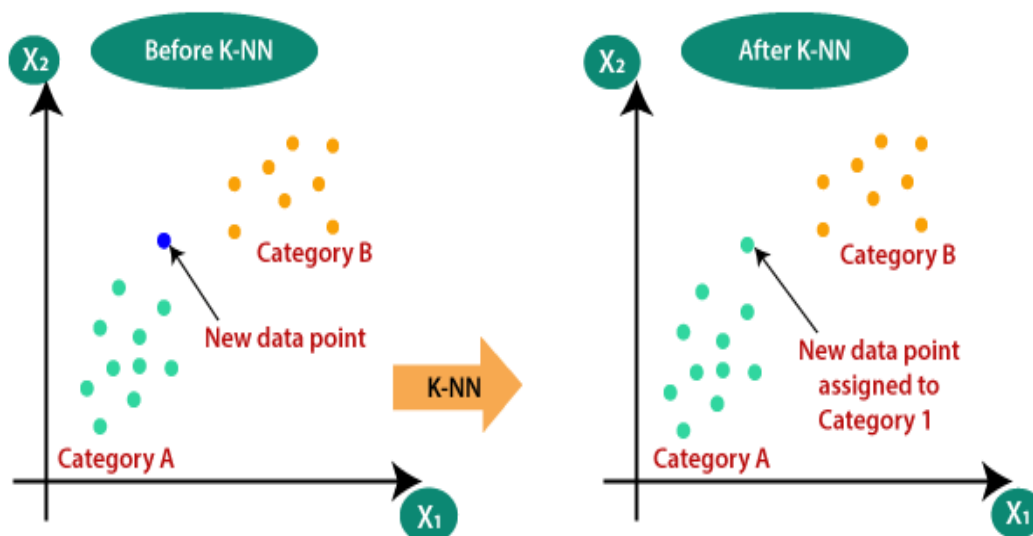 Before K-NN
X₂
Category B
New data point
Category A
X₁
K-NN
After K-NN
X₂
Category B
New data point
assigned to
Category 1
Category A
X₁